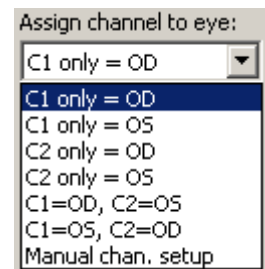 Assign channel to eye:
C1 only = OD
C1 only = OD
C1 only = OS
C2 only = OD
C2 only = OS
C1=OD, C2=OS
C1=OS, C2=OD
Manual chan. setup